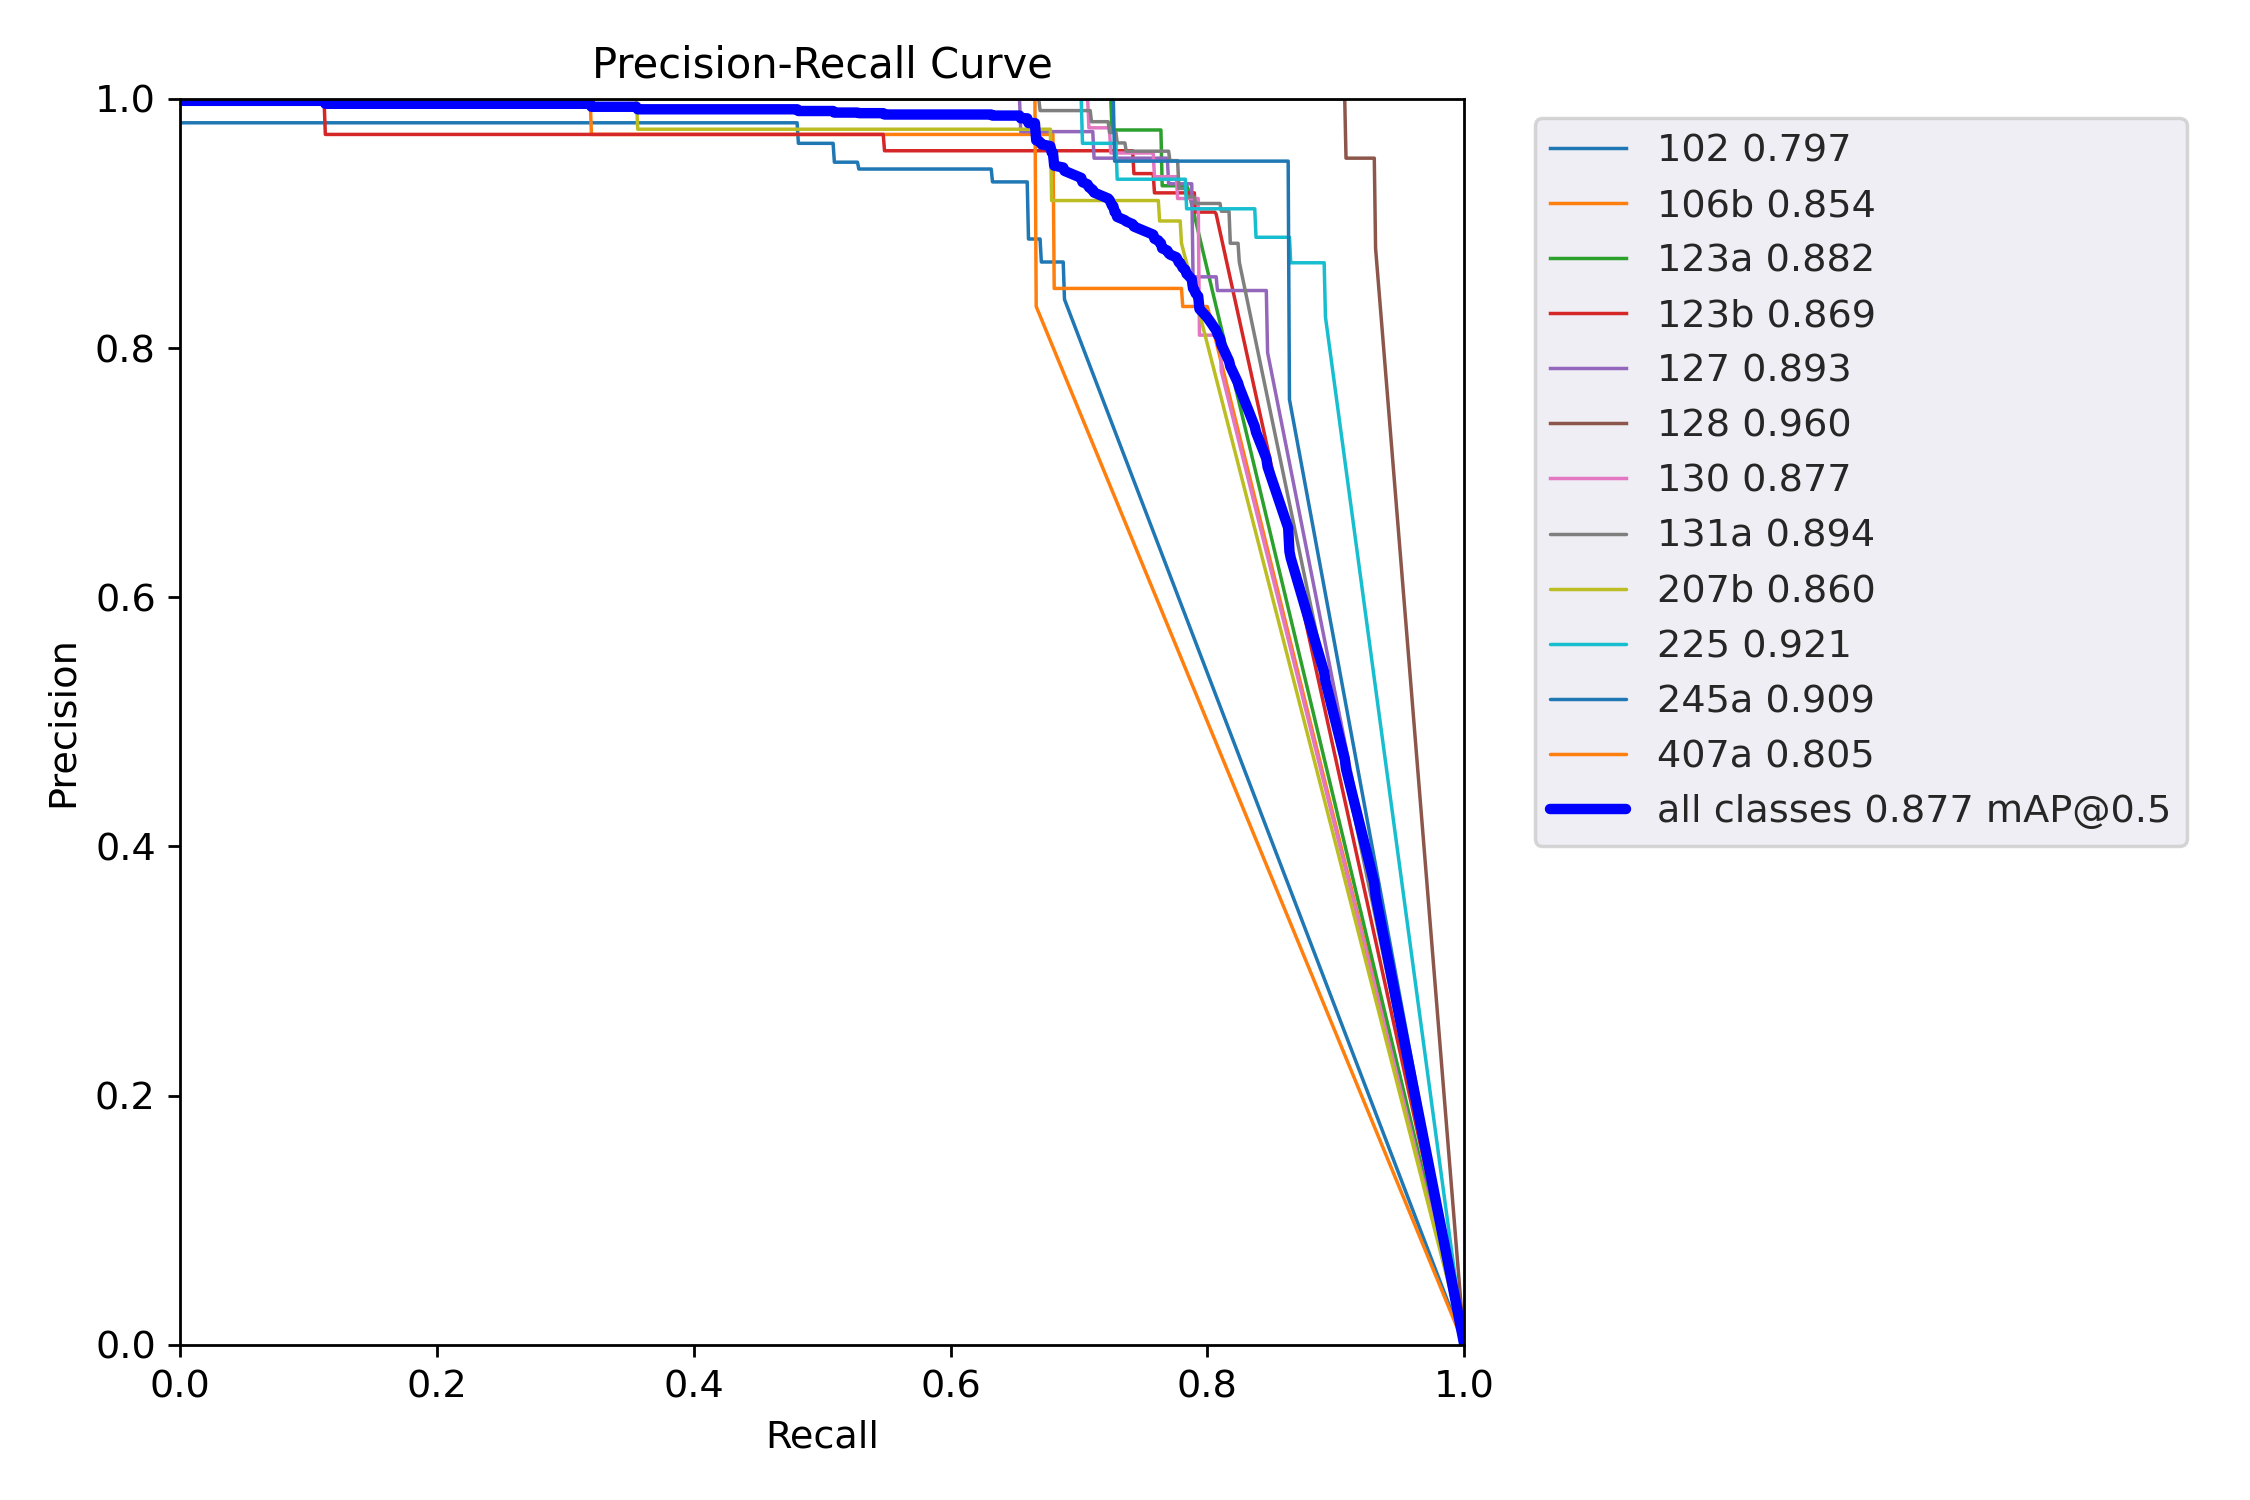 Precision-Recall Curve
1.0
0.8
0.6
0.4
0.2
0.0
Precision
0.0 0.2 0.4 0.6 0.8 1.0
Recall
102 0.797
106b 0.854
123a 0.882
123b 0.869
127 0.893
128 0.960
130 0.877
131a 0.894
207b 0.860
225 0.921
245a 0.909
407a 0.805
all classes 0.877 mAP@0.5